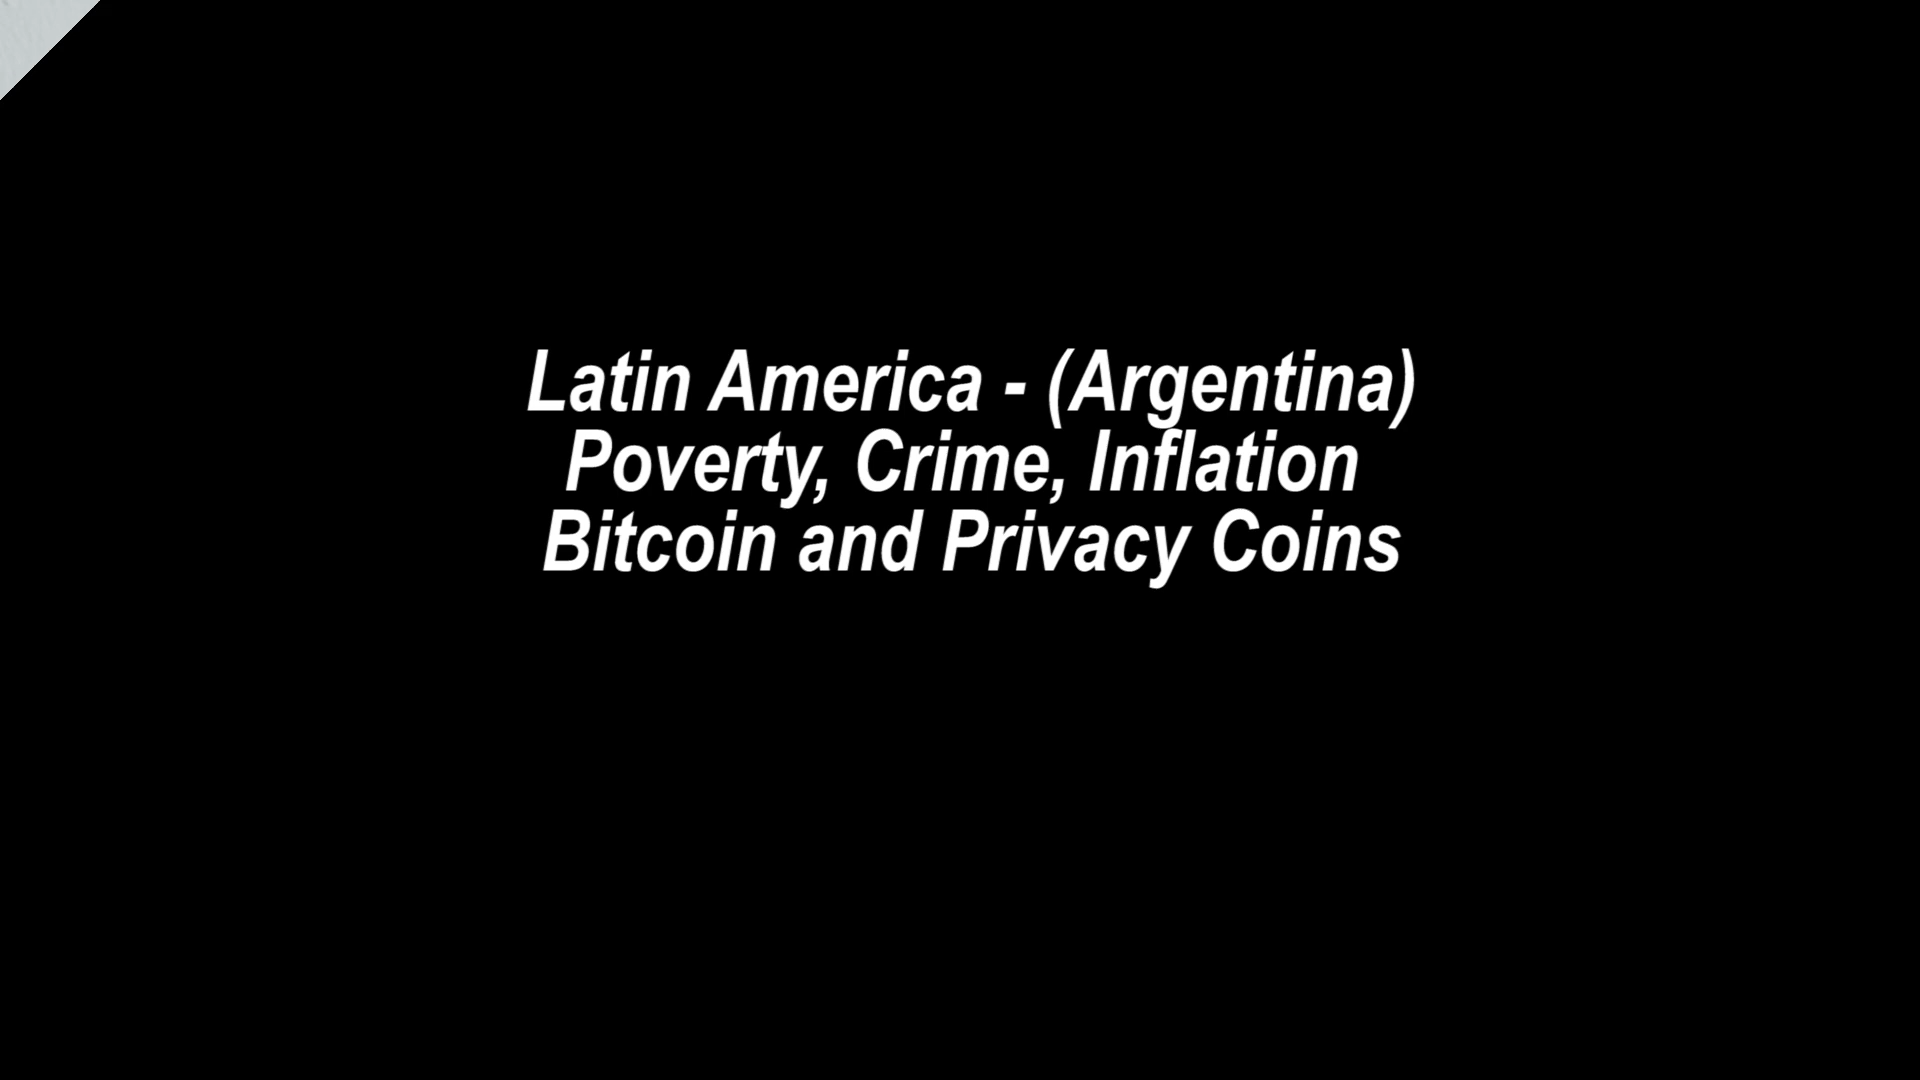 Latin America - (Argentina)
Poverty, Crime, Inflation
Bitcoin and Privacy Coins